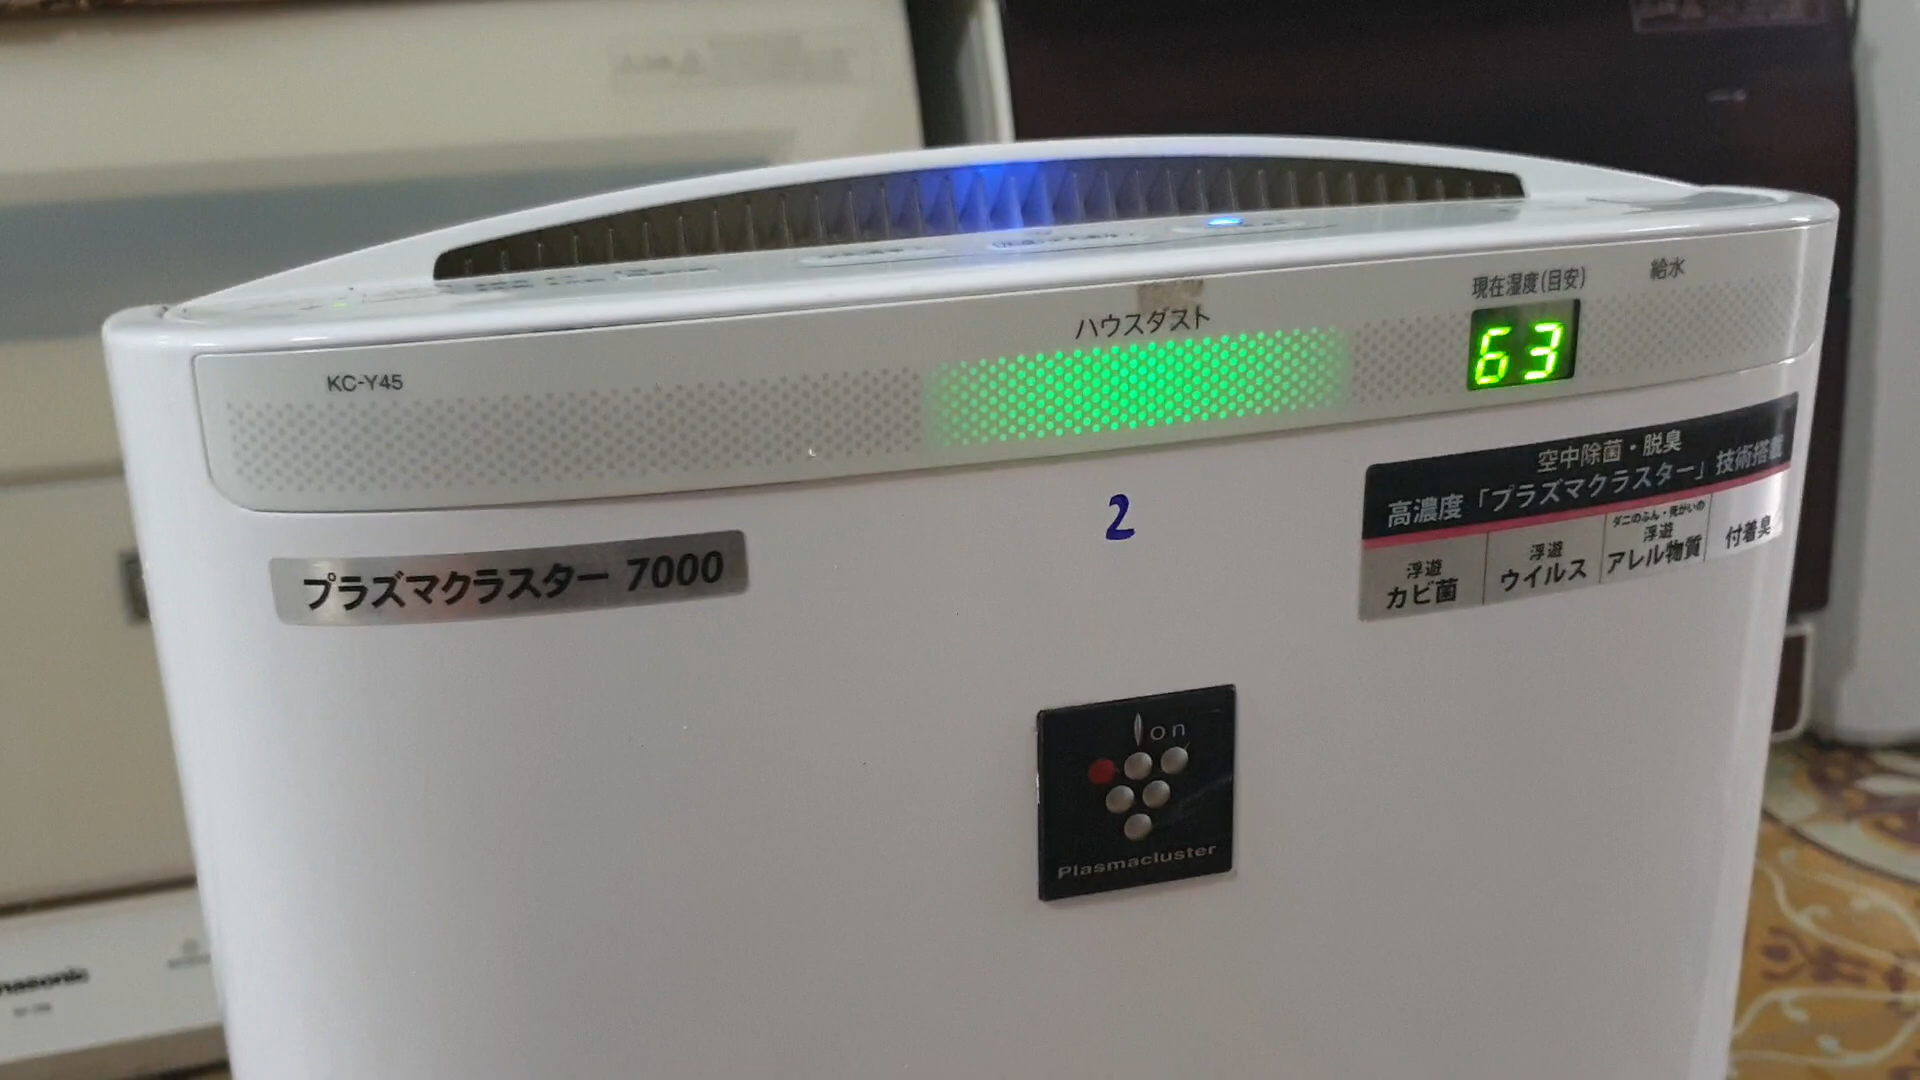 現在湿度(目安)
給水
ハウスダスト
63
KC-Y45
空中除菌・脱臭
高濃度「プラズマクラスター」技術搭載
浮遊
カビ菌
浮遊
ウイルス
ダニのふん・死がいの
浮遊
アレル物質
付着臭
2
プラズマクラスター 7000
Ion
Plasmacluster
nasonic